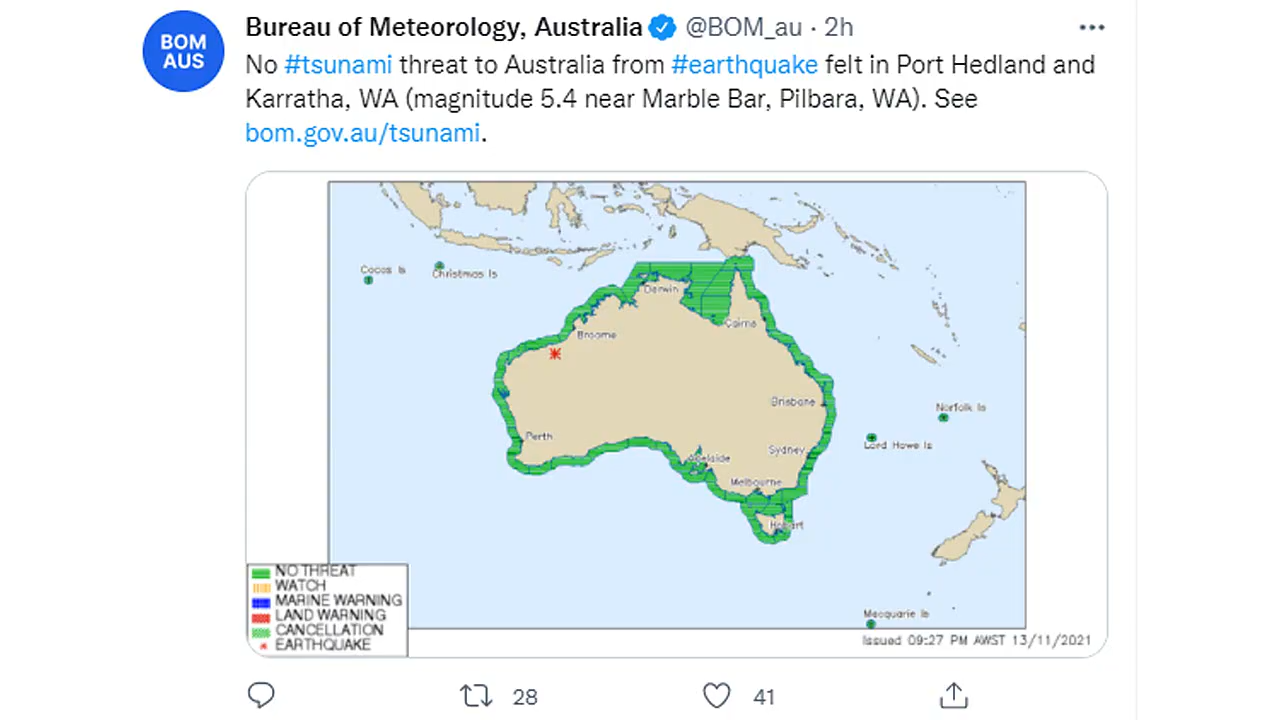 BOM
AUS
Bureau of Meteorology, Australia @BOM_au · 2h
No #tsunami threat to Australia from #earthquake felt in Port Hedland and
Karratha, WA (magnitude 5.4 near Marble Bar, Pilbara, WA). See
bom.gov.au/tsunami.
Cocos Is
Christmas Is
Darwin
Cairns
Broome
Brisbane
Norfolk Is
Perth
Lord Howe Is
Sydney
Adelaide
Melbourne
Hobart
Macquarie Is
NO THREAT
WATCH
MARINE WARNING
LAND WARNING
CANCELLATION
EARTHQUAKE
Issued 09:27 PM AWST 13/11/2021
28
41